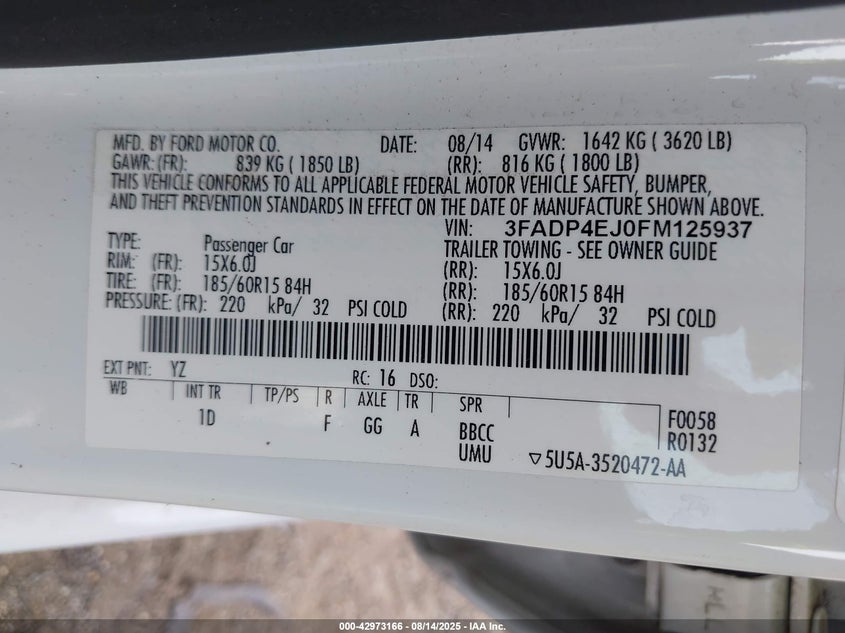 MFD. BY FORD MOTOR CO. DATE: 08/14 GVWR: 1642 KG ( 3620 LB)
GAWR: (FR): 839 KG ( 1850 LB) (RR): 816 KG ( 1800 LB)
THIS VEHICLE CONFORMS TO ALL APPLICABLE FEDERAL MOTOR VEHICLE SAFETY, BUMPER,
AND THEFT PREVENTION STANDARDS IN EFFECT ON THE DATE OF MANUFACTURE SHOWN ABOVE.
VIN: 3FADP4EJ0FM125937
TYPE: Passenger Car TRAILER TOWING - SEE OWNER GUIDE
RIM: (FR): 15X6.0J (RR): 15X6.0J
TIRE: (FR): 185/60R15 84H (RR): 185/60R15 84H
PRESSURE: (FR): 220 kPa/ 32 PSI COLD (RR): 220 kPa/ 32 PSI COLD
EXT PNT: YZ RC: 16 DSO:
WB INT TR TP/PS R AXLE TR SPR F0058
1D F GG A BBCC R0132
UMU ▽5U5A-3520472-AA
000-42973166 - 08/14/2025 - IAA Inc.